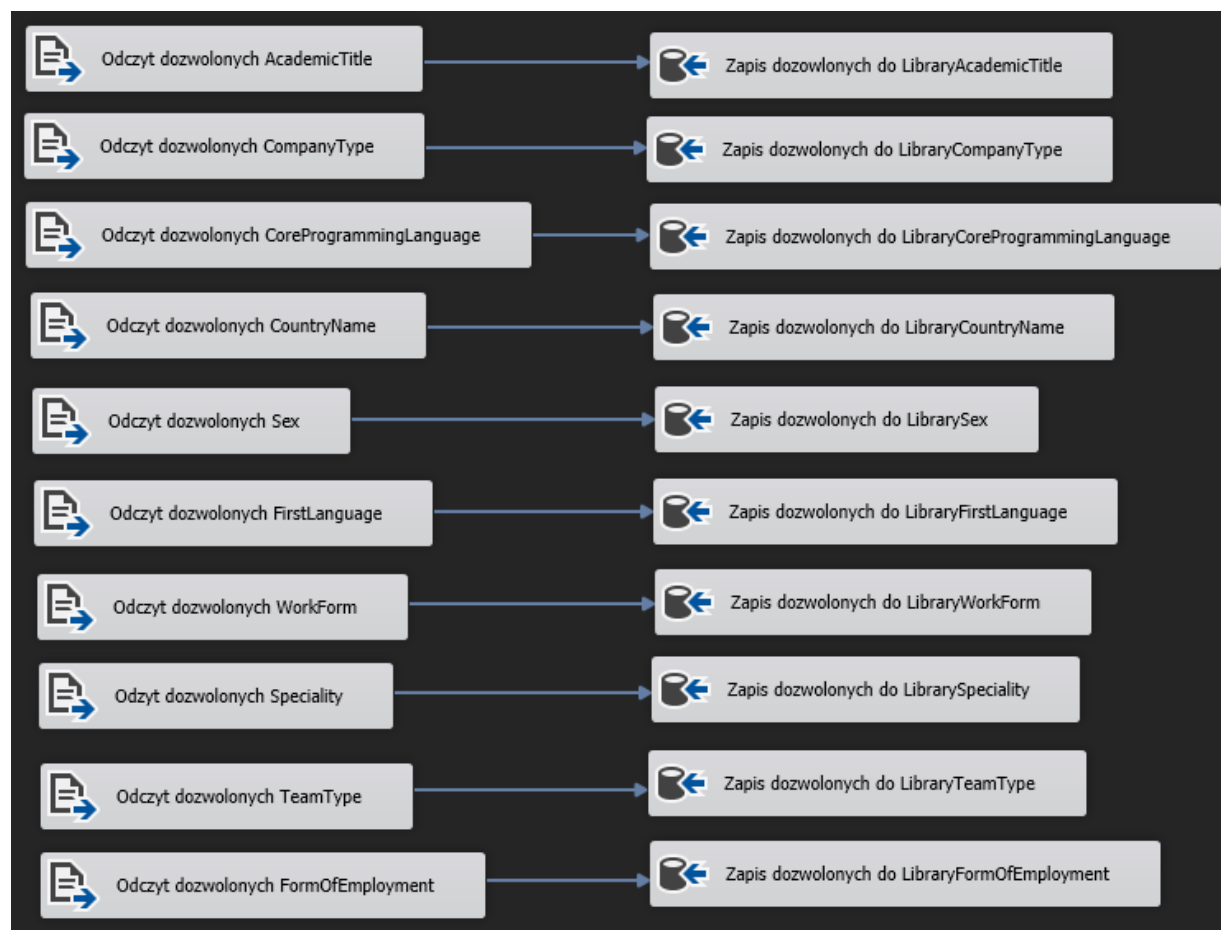 Odczyt dozwolonych AcademicTitle
Zapis dozowlonych do LibraryAcademicTitle
Odczyt dozwolonych CompanyType
Zapis dozwolonych do LibraryCompanyType
Odczyt dozwolonych CoreProgrammingLanguage
Zapis dozwolonych do LibraryCoreProgrammingLanguage
Odczyt dozwolonych CountryName
Zapis dozwolonych do LibraryCountryName
Odczyt dozwolonych Sex
Zapis dozwolonych do LibrarySex
Odczyt dozwolonych FirstLanguage
Zapis dozwolonych do LibraryFirstLanguage
Odczyt dozwolonych WorkForm
Zapis dozwolonych do LibraryWorkForm
Odzyt dozwolonych Speciality
Zapis dozwolonych do LibrarySpeciality
Odczyt dozwolonych TeamType
Zapis dozwolonych do LibraryTeamType
Odczyt dozwolonych FormOfEmployment
Zapis dozwolonych do LibraryFormOfEmployment